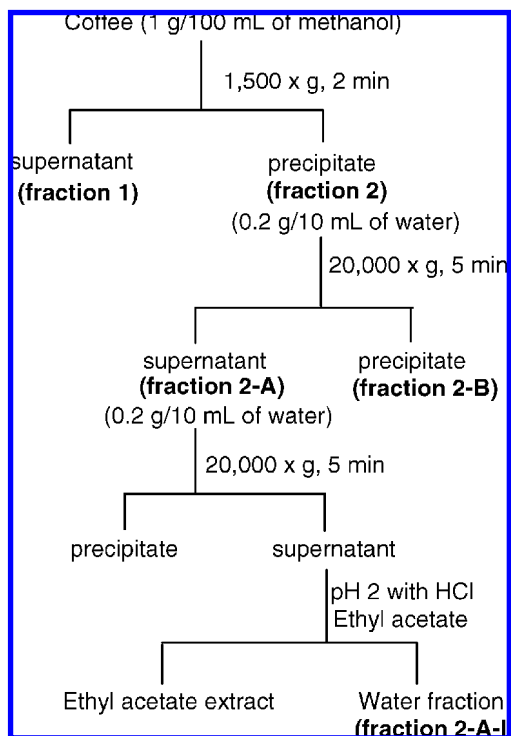 Coffee (1 g/100 mL of methanol)
1,500 x g, 2 min
supernatant
(fraction 1)
precipitate
(fraction 2)
(0.2 g/10 mL of water)
20,000 x g, 5 min
supernatant
(fraction 2-A)
(0.2 g/10 mL of water)
precipitate
(fraction 2-B)
20,000 x g, 5 min
precipitate
supernatant
pH 2 with HCl
Ethyl acetate
Ethyl acetate extract
Water fraction
(fraction 2-A-I